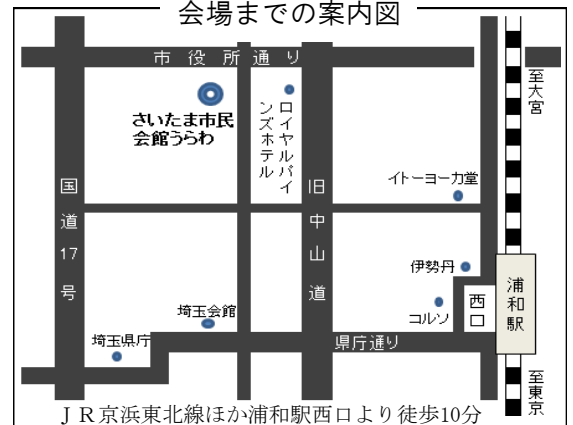 会場までの案内図
市役所通り
至大宮
さいたま市民
会館うらわ
ロイヤルパイ
ンズホテル
国道17号
旧中山道
イトーヨーカ堂
伊勢丹
西口
浦和駅
コルソ
埼玉会館
県庁通り
埼玉県庁
至東京
ＪＲ京浜東北線ほか浦和駅西口より徒歩10分